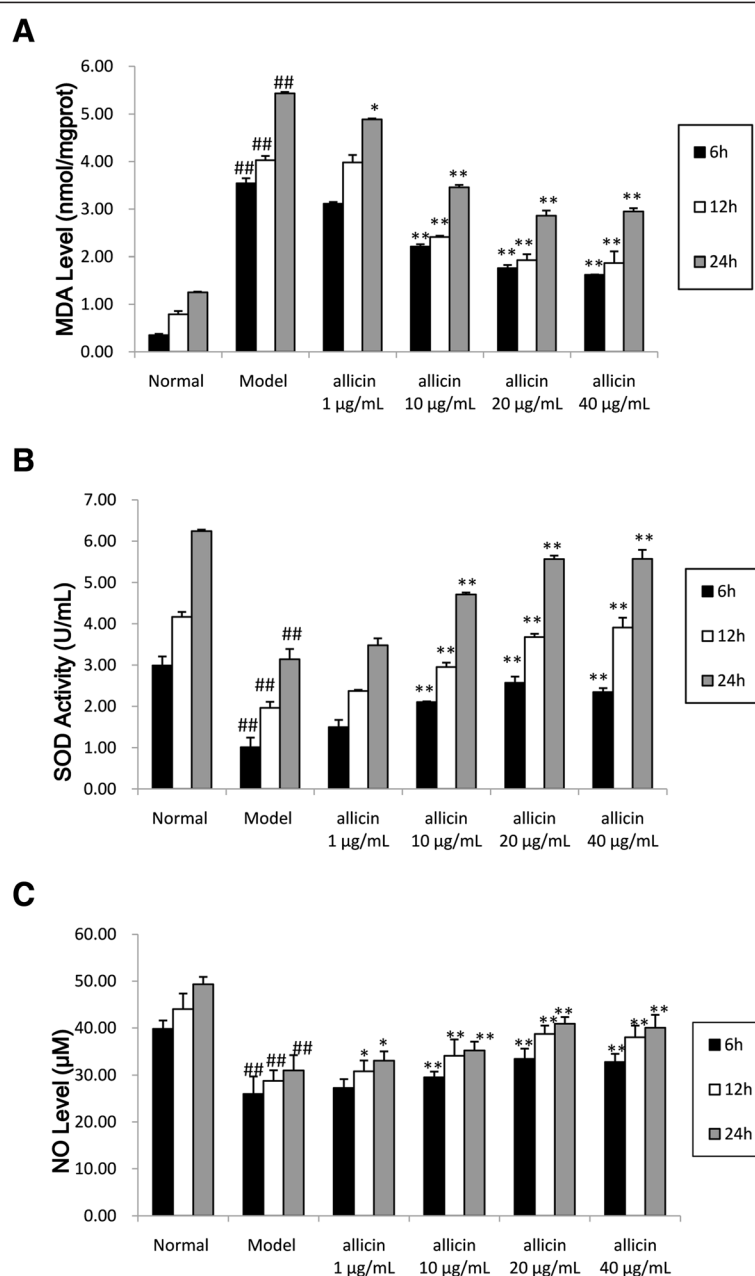 A
MDA Level (nmol/mgprot)
6.00
5.00
4.00
3.00
2.00
1.00
0.00
## ## ## * ** ** ** ** ** ** ** ** **
6h
12h
24h
Normal Model allicin allicin allicin allicin
1 µg/mL 10 µg/mL 20 µg/mL 40 µg/mL
B
SOD Activity (U/mL)
7.00
6.00
5.00
4.00
3.00
2.00
1.00
0.00
## ## ## ** ** ** ** ** ** ** ** **
6h
12h
24h
Normal Model allicin allicin allicin allicin
1 µg/mL 10 µg/mL 20 µg/mL 40 µg/mL
C
NO Level (µM)
60.00
50.00
40.00
30.00
20.00
10.00
0.00
## ## ## * * ** ** ** ** ** ** ** ** **
6h
12h
24h
Normal Model allicin allicin allicin allicin
1 µg/mL 10 µg/mL 20 µg/mL 40 µg/mL